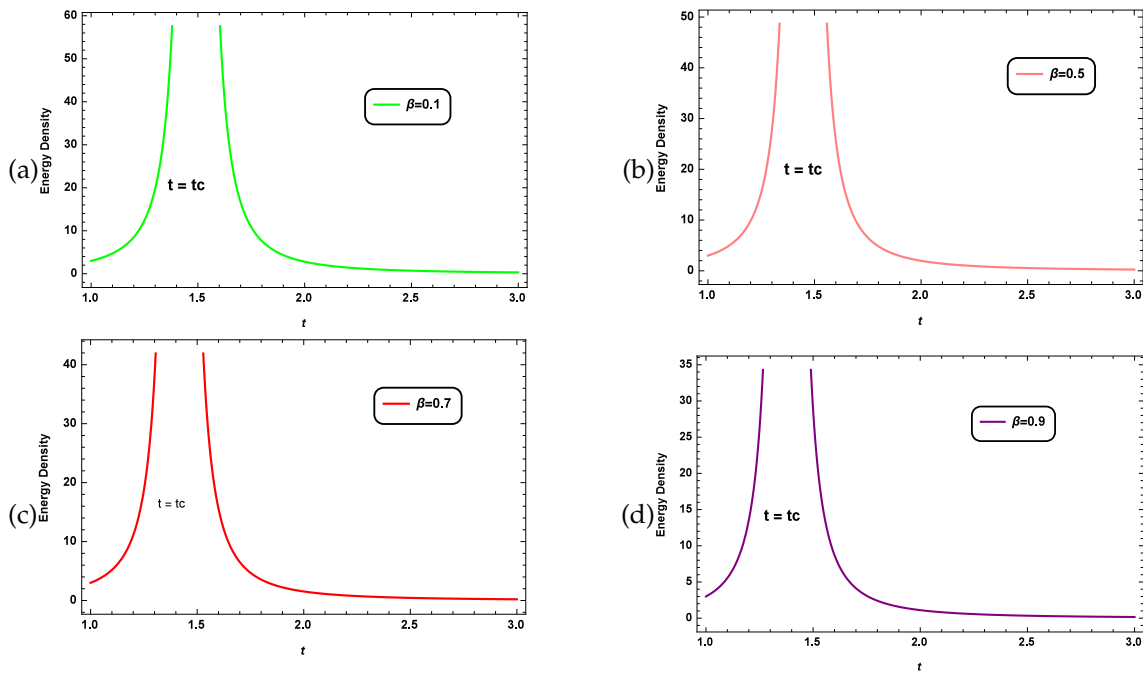 (a)
Energy Density
60
50
40
30
20
10
0
β=0.1
t = tc
1.0 1.5 2.0 2.5 3.0
t
(b)
Energy Density
50
40
30
20
10
0
β=0.5
t = tc
1.0 1.5 2.0 2.5 3.0
t
(c)
Energy Density
40
30
20
10
0
β=0.7
t = tc
1.0 1.5 2.0 2.5 3.0
t
(d)
Energy Density
35
30
25
20
15
10
5
0
β=0.9
t = tc
1.0 1.5 2.0 2.5 3.0
t